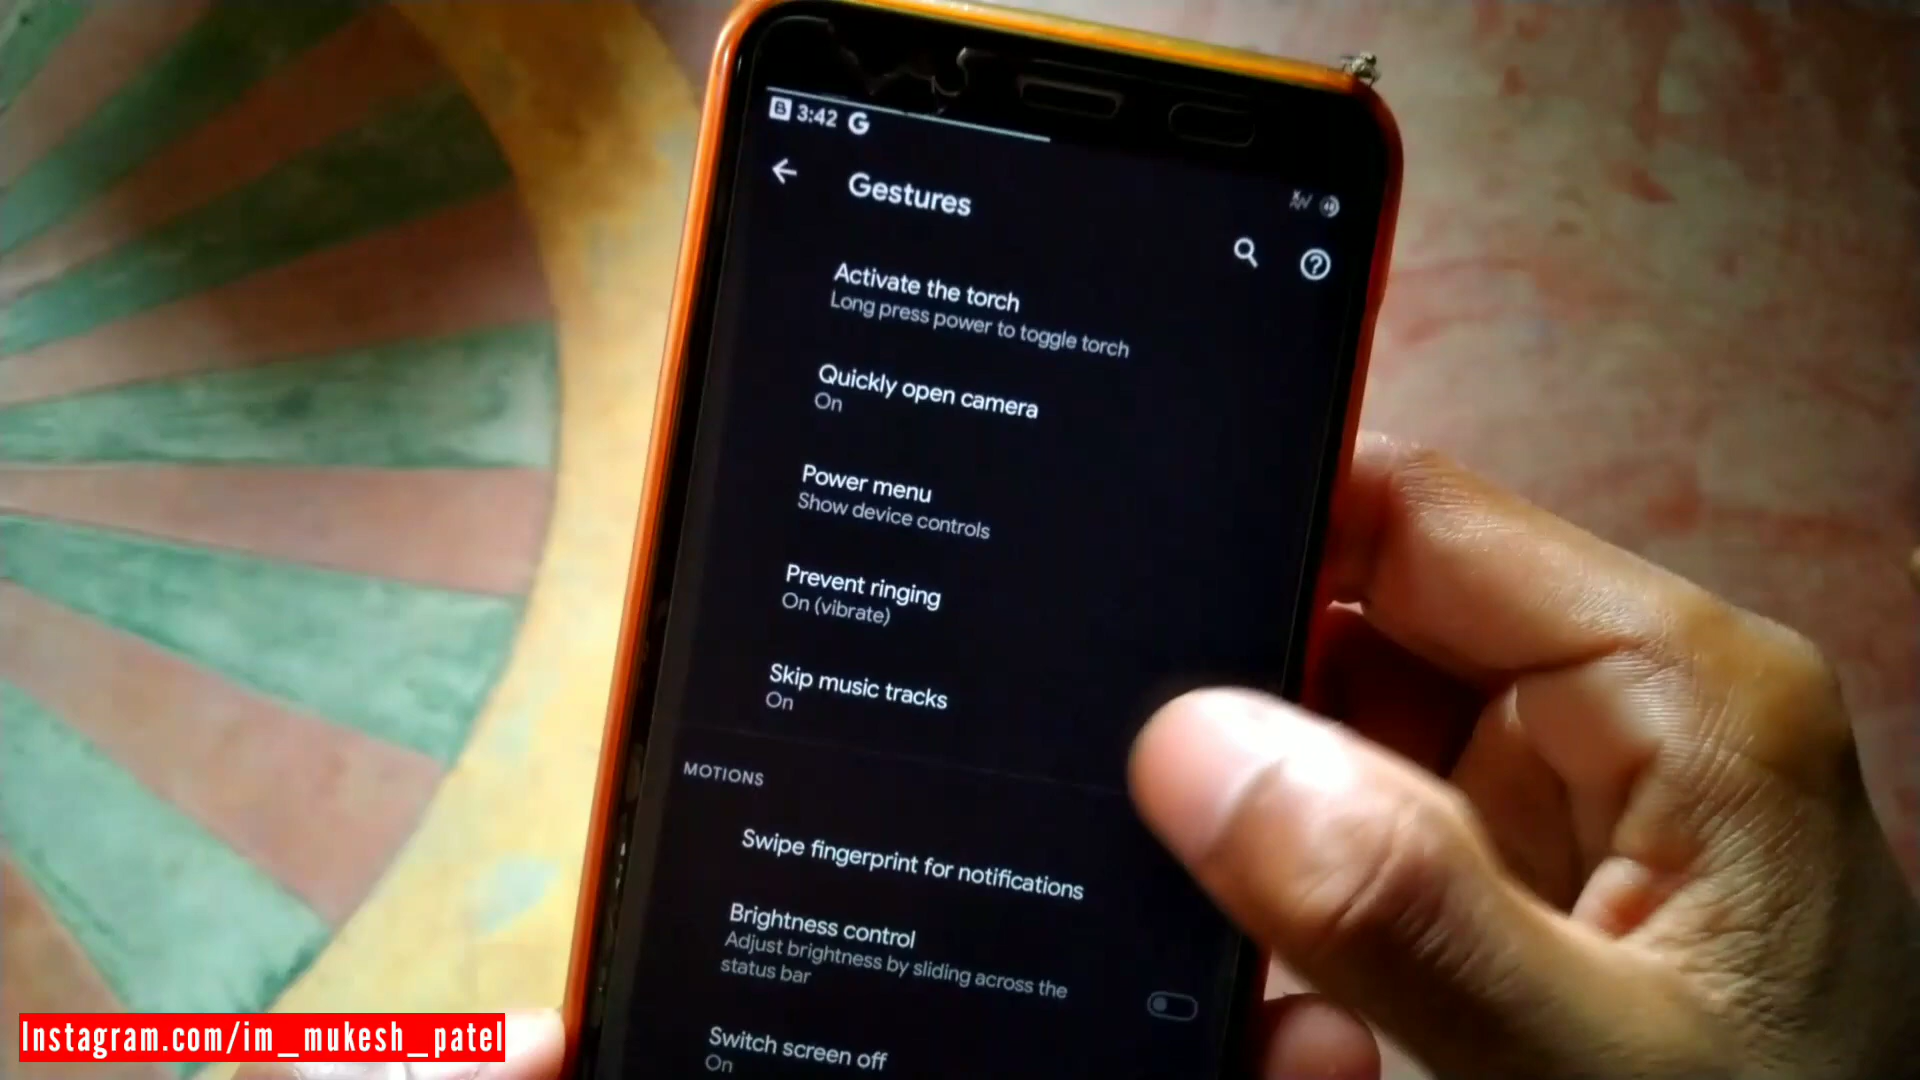 B 3:42 G
Gestures
Activate the torch
Long press power to toggle torch
Quickly open camera
On
Power menu
Show device controls
Prevent ringing
On (vibrate)
Skip music tracks
On
MOTIONS
Swipe fingerprint for notifications
Brightness control
Adjust brightness by sliding across the
status bar
Switch screen off
On
Instagram.com/im_mukesh_patel